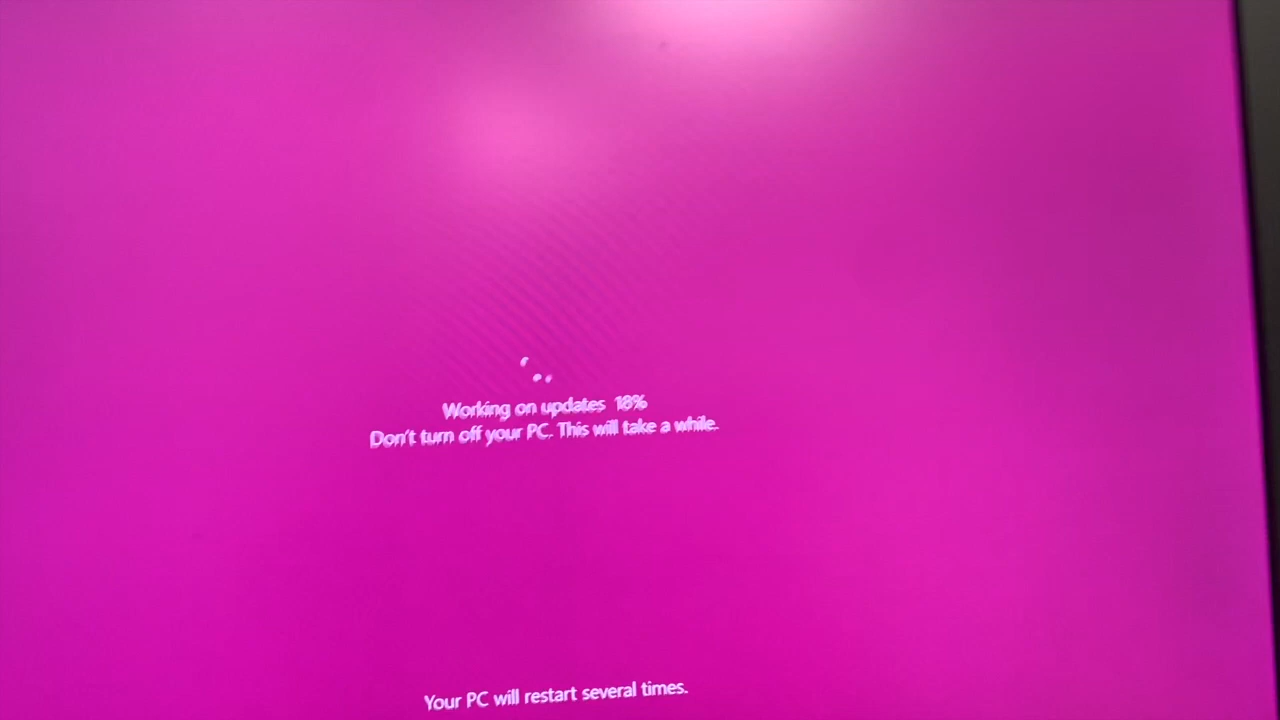 Working on updates 18%
Don't turn off your PC. This will take a while.
Your PC will restart several times.